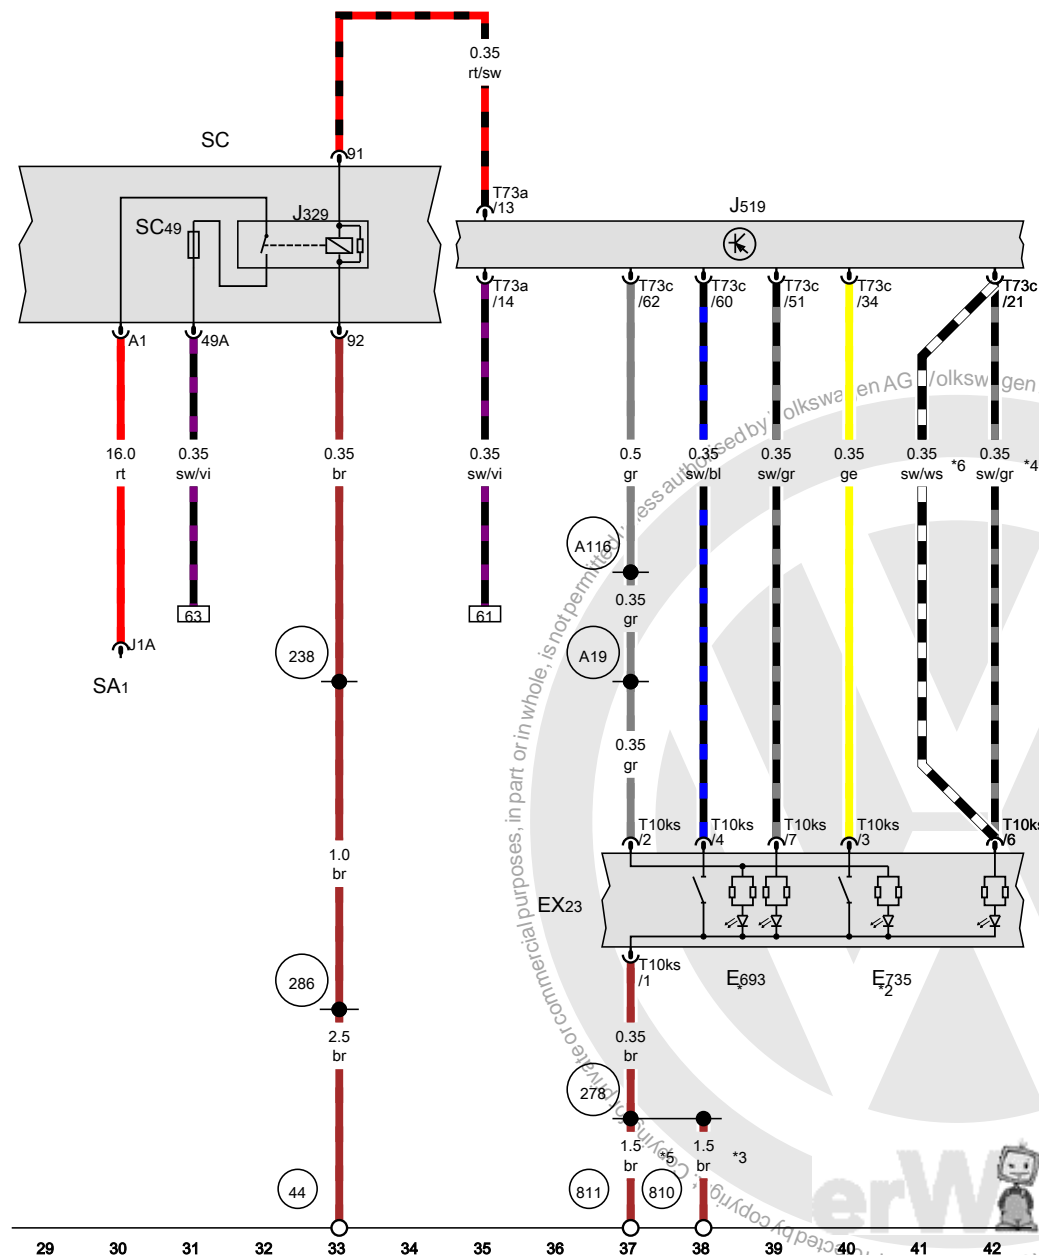 0.35
rt/sw
SC
91
T73a
/13
J519
SC49
J329
A1
49A
92
T73a
/14
T73c
/62
T73c
/60
T73c
/51
T73c
/34
T73c
/21
16.0
rt
0.35
sw/vi
0.35
br
0.35
sw/vi
0.5
gr
0.35
sw/bl
0.35
sw/gr
0.35
ge
0.35
sw/ws
*6
0.35
sw/gr
*4
A116
0.35
gr
63
61
J1A
SA1
238
A19
0.35
gr
T10ks
/2
T10ks
/4
T10ks
/7
T10ks
/3
T10ks
/6
1.0
br
EX23
286
T10ks
/1
E693
*
E735
*2
2.5
br
0.35
br
278
1.5
br
*5
1.5
br
*3
44
811
810
29 30 31 32 33 34 35 36 37 38 39 40 41 42
erW